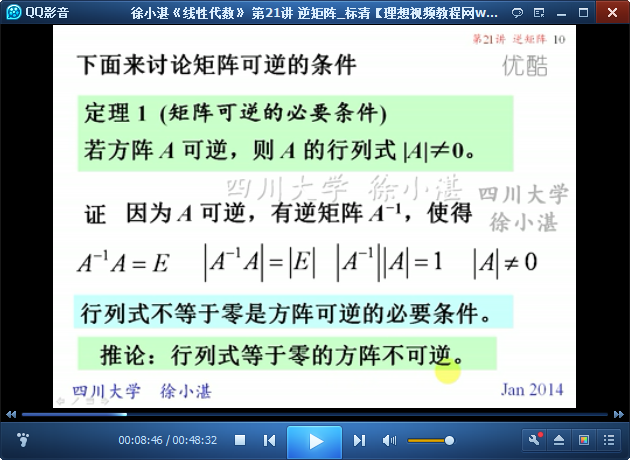 QQ影音
徐小湛《线性代数》 第21讲 逆矩阵_标清〖理想视频教程网w...
第21讲 逆矩阵 10
优酷
下面来讨论矩阵可逆的条件
定理 1 (矩阵可逆的必要条件)
若方阵 A 可逆，则 A 的行列式 |A|≠0。
四川大学 徐小湛
四川大学
徐小湛
证 因为 A 可逆，有逆矩阵 A⁻¹，使得
A⁻¹A = E |A⁻¹A| = |E| |A⁻¹||A| = 1 |A| ≠ 0
行列式不等于零是方阵可逆的必要条件。
推论：行列式等于零的方阵不可逆。
四川大学 徐小湛
Jan 2014
00:08:46 / 00:48:32